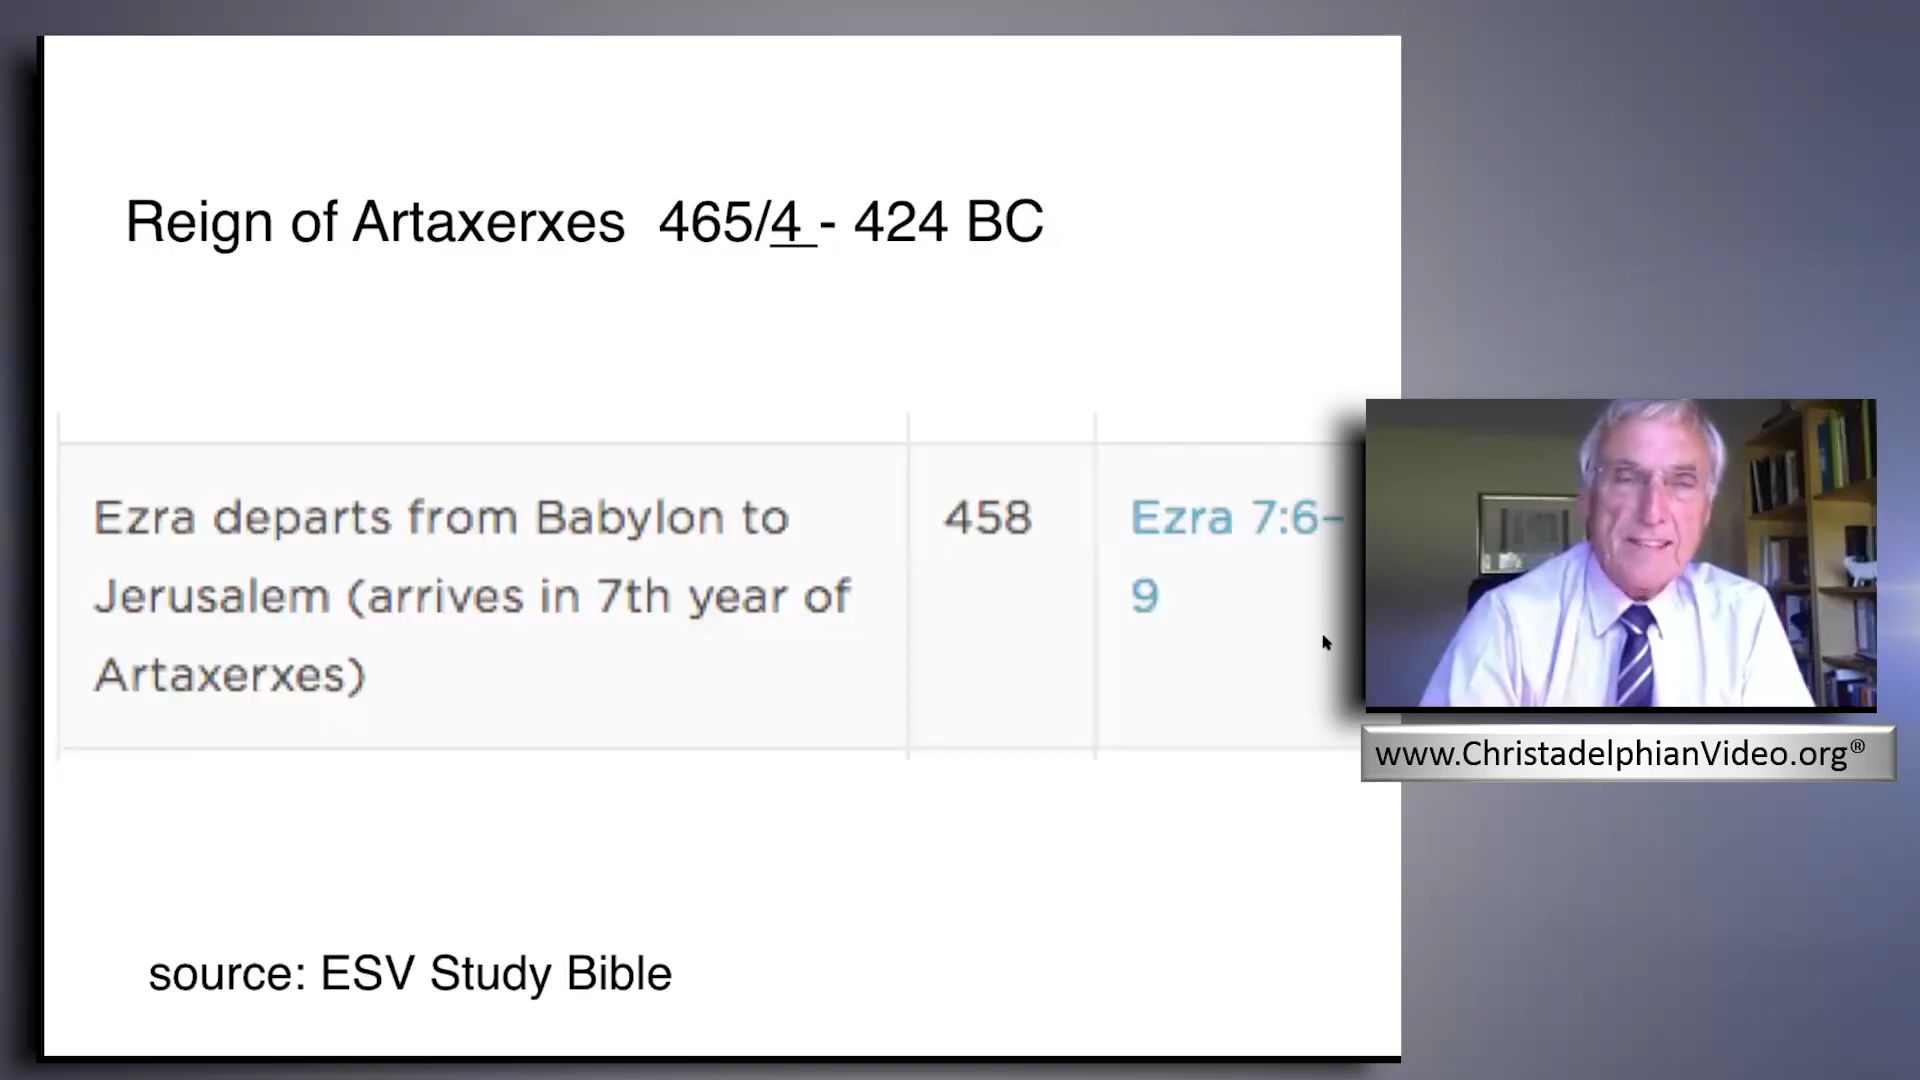 Reign of Artaxerxes 465/4 - 424 BC
Ezra departs from Babylon to
Jerusalem (arrives in 7th year of
Artaxerxes)
458
Ezra 7:6–
9
www.ChristadelphianVideo.org®
source: ESV Study Bible